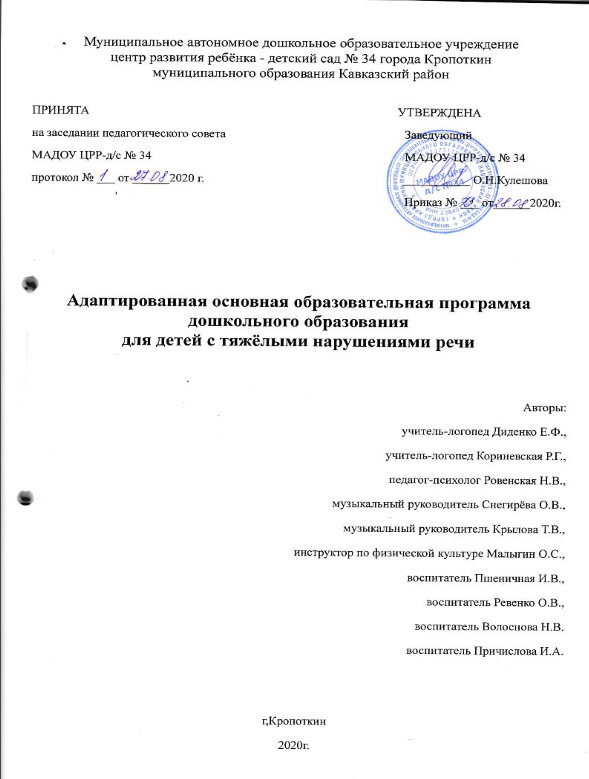 Муниципальное автономное дошкольное образовательное учреждение
центр развития ребёнка - детский сад № 34 города Кропоткин
муниципального образования Кавказский район
ПРИНЯТА
на заседании педагогического совета
МАДОУ ЦРР-д/с № 34
протокол № 1 от 27.08 2020 г.
УТВЕРЖДЕНА
Заведующий
МАДОУ ЦРР-д/с № 34
О.Н.Кулешова
Приказ № от 28.08 2020г.
Адаптированная основная образовательная программа
дошкольного образования
для детей с тяжёлыми нарушениями речи
Авторы:
учитель-логопед Диденко Е.Ф.,
учитель-логопед Кориневская Р.Г.,
педагог-психолог Ровенская Н.В.,
музыкальный руководитель Снегирёва О.В.,
музыкальный руководитель Крылова Т.В.,
инструктор по физической культуре Малыгин О.С.,
воспитатель Пшеничная И.В.,
воспитатель Ревенко О.В.,
воспитатель Волоснова Н.В.
воспитатель Причислова И.А.
г,Кропоткин
2020г.